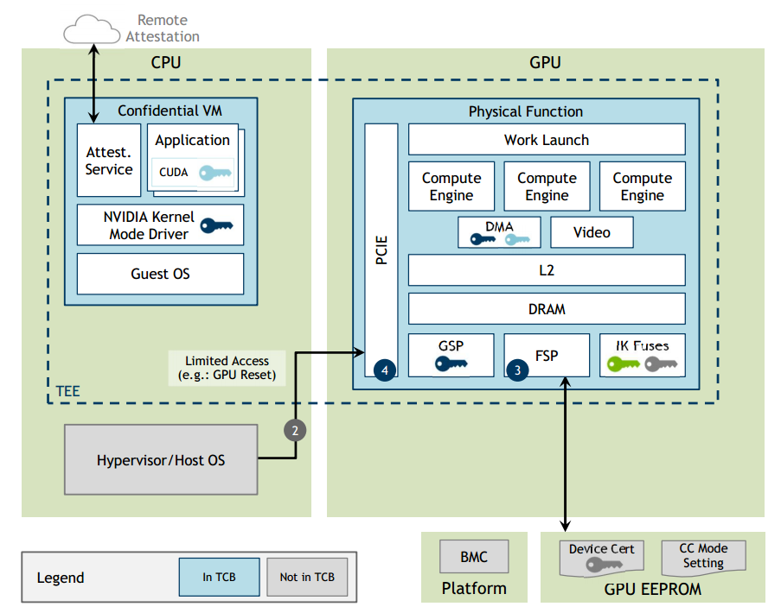 Remote
Attestation
CPU
GPU
Confidential VM
Attest.
Service
Application
CUDA
NVIDIA Kernel
Mode Driver
Guest OS
Physical Function
PCIE
Work Launch
Compute
Engine
Compute
Engine
Compute
Engine
DMA
Video
L2
DRAM
GSP
FSP
IK Fuses
4
3
Limited Access
(e.g.: GPU Reset)
TEE
2
Hypervisor/Host OS
BMC
Platform
Device Cert
CC Mode
Setting
GPU EEPROM
Legend
In TCB
Not in TCB